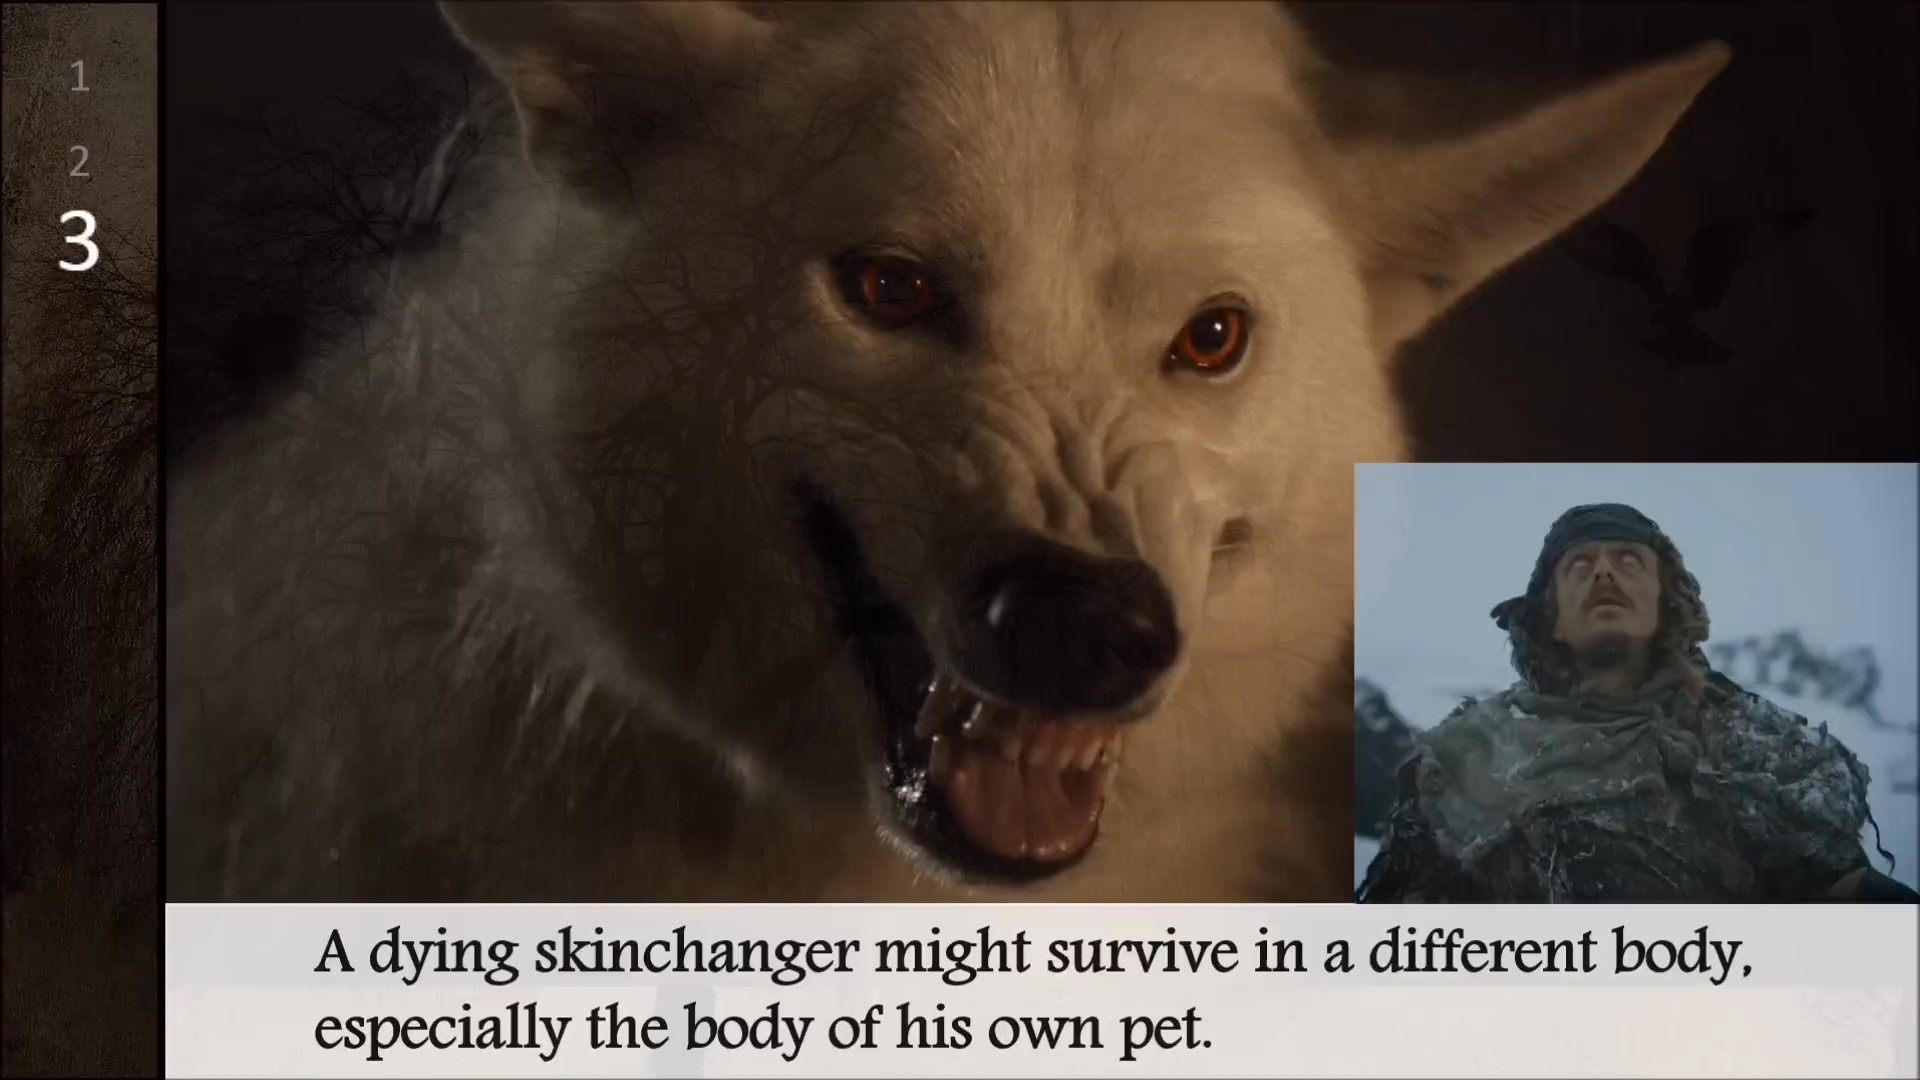 1
2
3
A dying skinchanger might survive in a different body,
especially the body of his own pet.